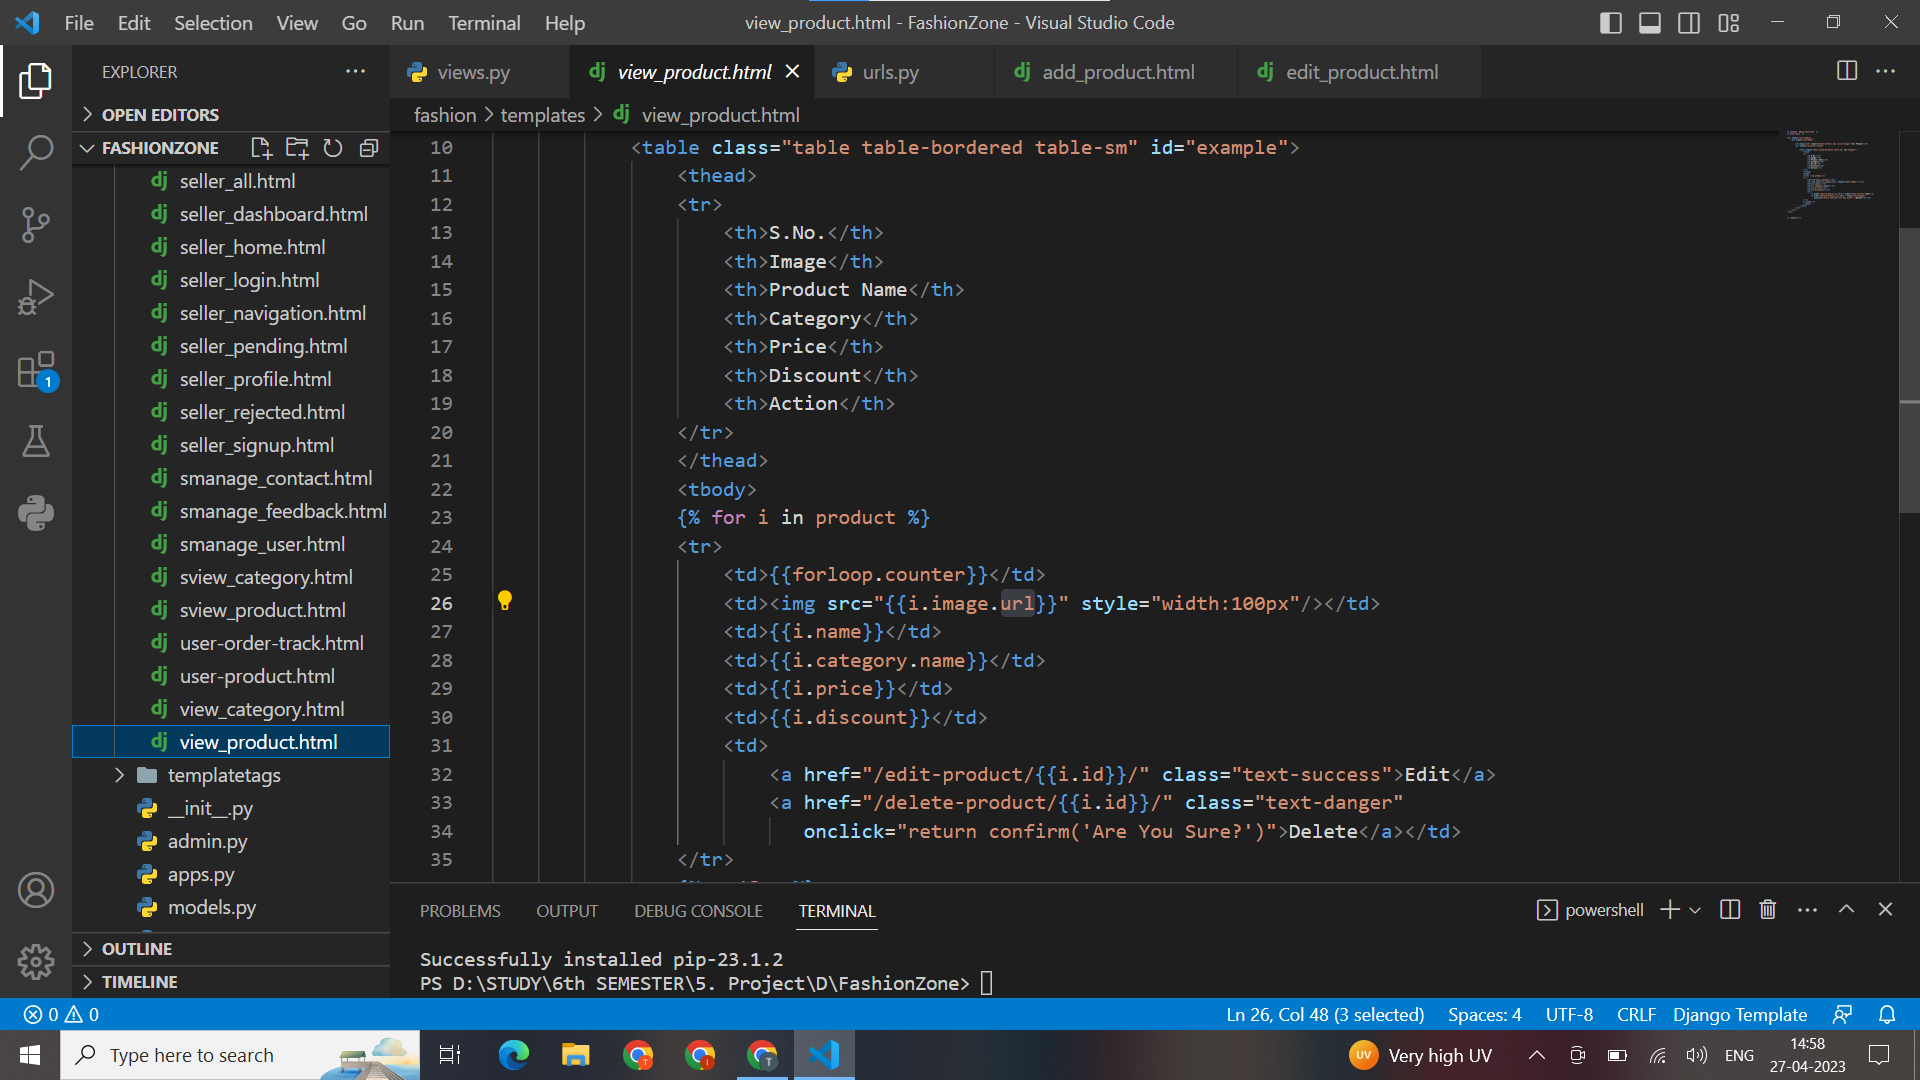 File Edit Selection View Go Run Terminal Help
view_product.html - FashionZone - Visual Studio Code
EXPLORER
views.py
view_product.html
urls.py
add_product.html
edit_product.html
OPEN EDITORS
fashion > templates > view_product.html
FASHIONZONE
seller_all.html
seller_dashboard.html
seller_home.html
seller_login.html
seller_navigation.html
seller_pending.html
seller_profile.html
seller_rejected.html
seller_signup.html
smanage_contact.html
smanage_feedback.html
smanage_user.html
sview_category.html
sview_product.html
user-order-track.html
user-product.html
view_category.html
view_product.html
templatetags
__init__.py
admin.py
apps.py
models.py
OUTLINE
TIMELINE
1
10 <table class="table table-bordered table-sm" id="example">
11 <thead>
12 <tr>
13 <th>S.No.</th>
14 <th>Image</th>
15 <th>Product Name</th>
16 <th>Category</th>
17 <th>Price</th>
18 <th>Discount</th>
19 <th>Action</th>
20 </tr>
21 </thead>
22 <tbody>
23 {% for i in product %}
24 <tr>
25 <td>{{forloop.counter}}</td>
26 <td><img src="{{i.image.url}}" style="width:100px"/></td>
27 <td>{{i.name}}</td>
28 <td>{{i.category.name}}</td>
29 <td>{{i.price}}</td>
30 <td>{{i.discount}}</td>
31 <td>
32 <a href="/edit-product/{{i.id}}/" class="text-success">Edit</a>
33 <a href="/delete-product/{{i.id}}/" class="text-danger"
34 onclick="return confirm('Are You Sure?')">Delete</a></td>
35 </tr>
PROBLEMS OUTPUT DEBUG CONSOLE TERMINAL
powershell
Successfully installed pip-23.1.2
PS D:\STUDY\6th SEMESTER\5. Project\D\FashionZone>
0 0
Ln 26, Col 48 (3 selected) Spaces: 4 UTF-8 CRLF Django Template
Type here to search
UV
Very high UV
ENG
14:58
27-04-2023